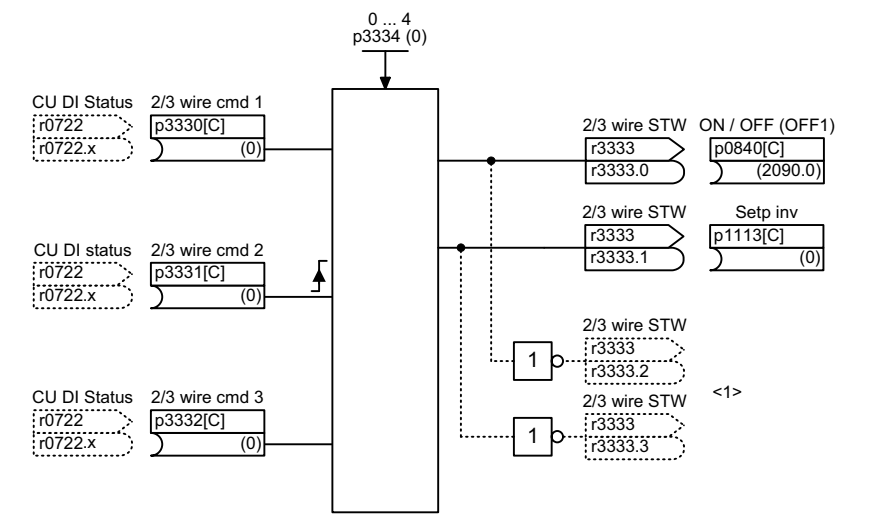 0 ... 4
p3334 (0)
CU DI Status
2/3 wire cmd 1
r0722
p3330[C]
r0722.x
(0)
2/3 wire STW
ON / OFF (OFF1)
r3333
p0840[C]
r3333.0
(2090.0)
2/3 wire STW
Setp inv
r3333
p1113[C]
r3333.1
(0)
CU DI status
2/3 wire cmd 2
r0722
p3331[C]
r0722.x
(0)
2/3 wire STW
1
r3333
r3333.2
<1>
CU DI Status
2/3 wire cmd 3
r0722
p3332[C]
r0722.x
(0)
2/3 wire STW
1
r3333
r3333.3